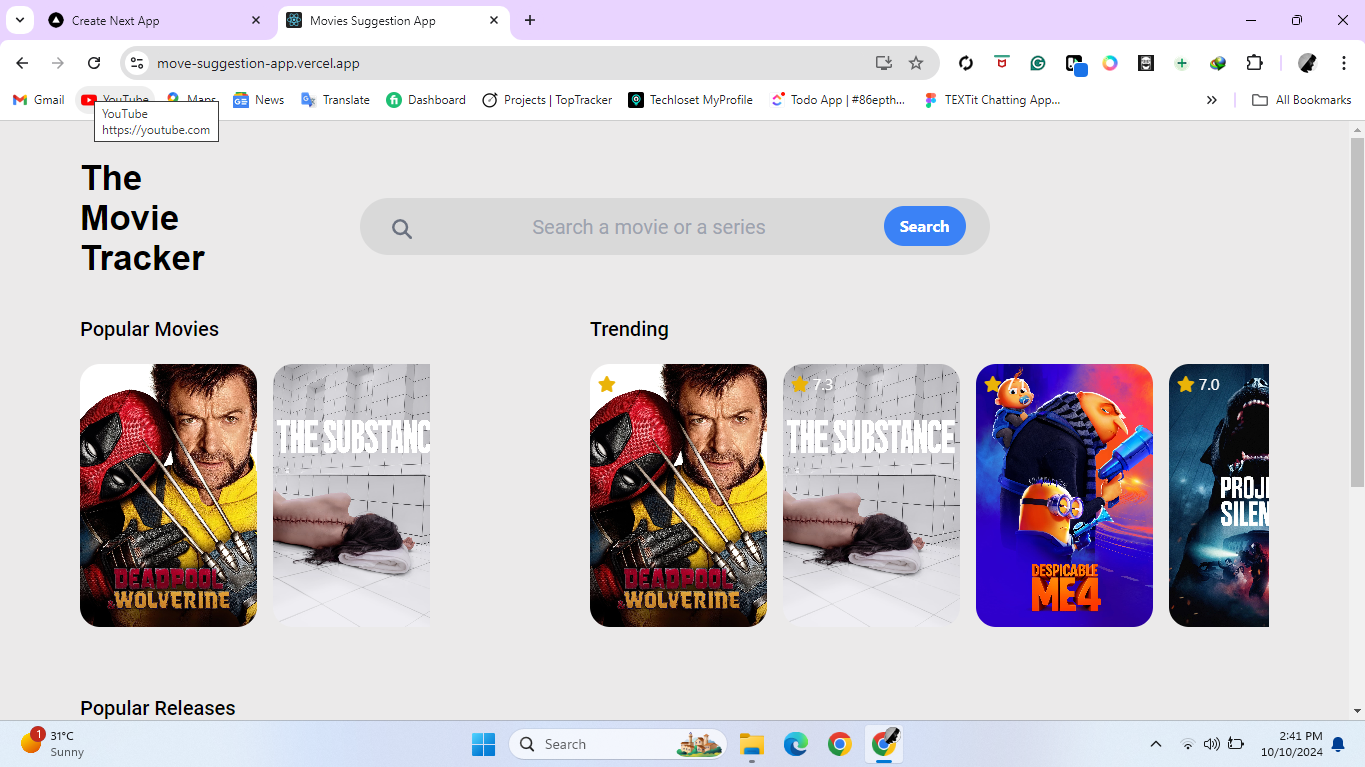 Create Next App
Movies Suggestion App
move-suggestion-app.vercel.app
Gmail
YouTube
Maps
News
Translate
Dashboard
Projects | TopTracker
Techloset MyProfile
Todo App | #86epth...
TEXTit Chatting App...
All Bookmarks
YouTube
https://youtube.com
The
Movie
Tracker
Search a movie or a series
Search
Popular Movies
Trending
DEADPOOL
WOLVERINE
THE SUBSTANC
DEADPOOL
WOLVERINE
7.3
THE SUBSTANCE
7.1
DESPICABLE
ME4
7.0
PROJE
SILEN
Popular Releases
1
31°C
Sunny
Search
2:41 PM
10/10/2024